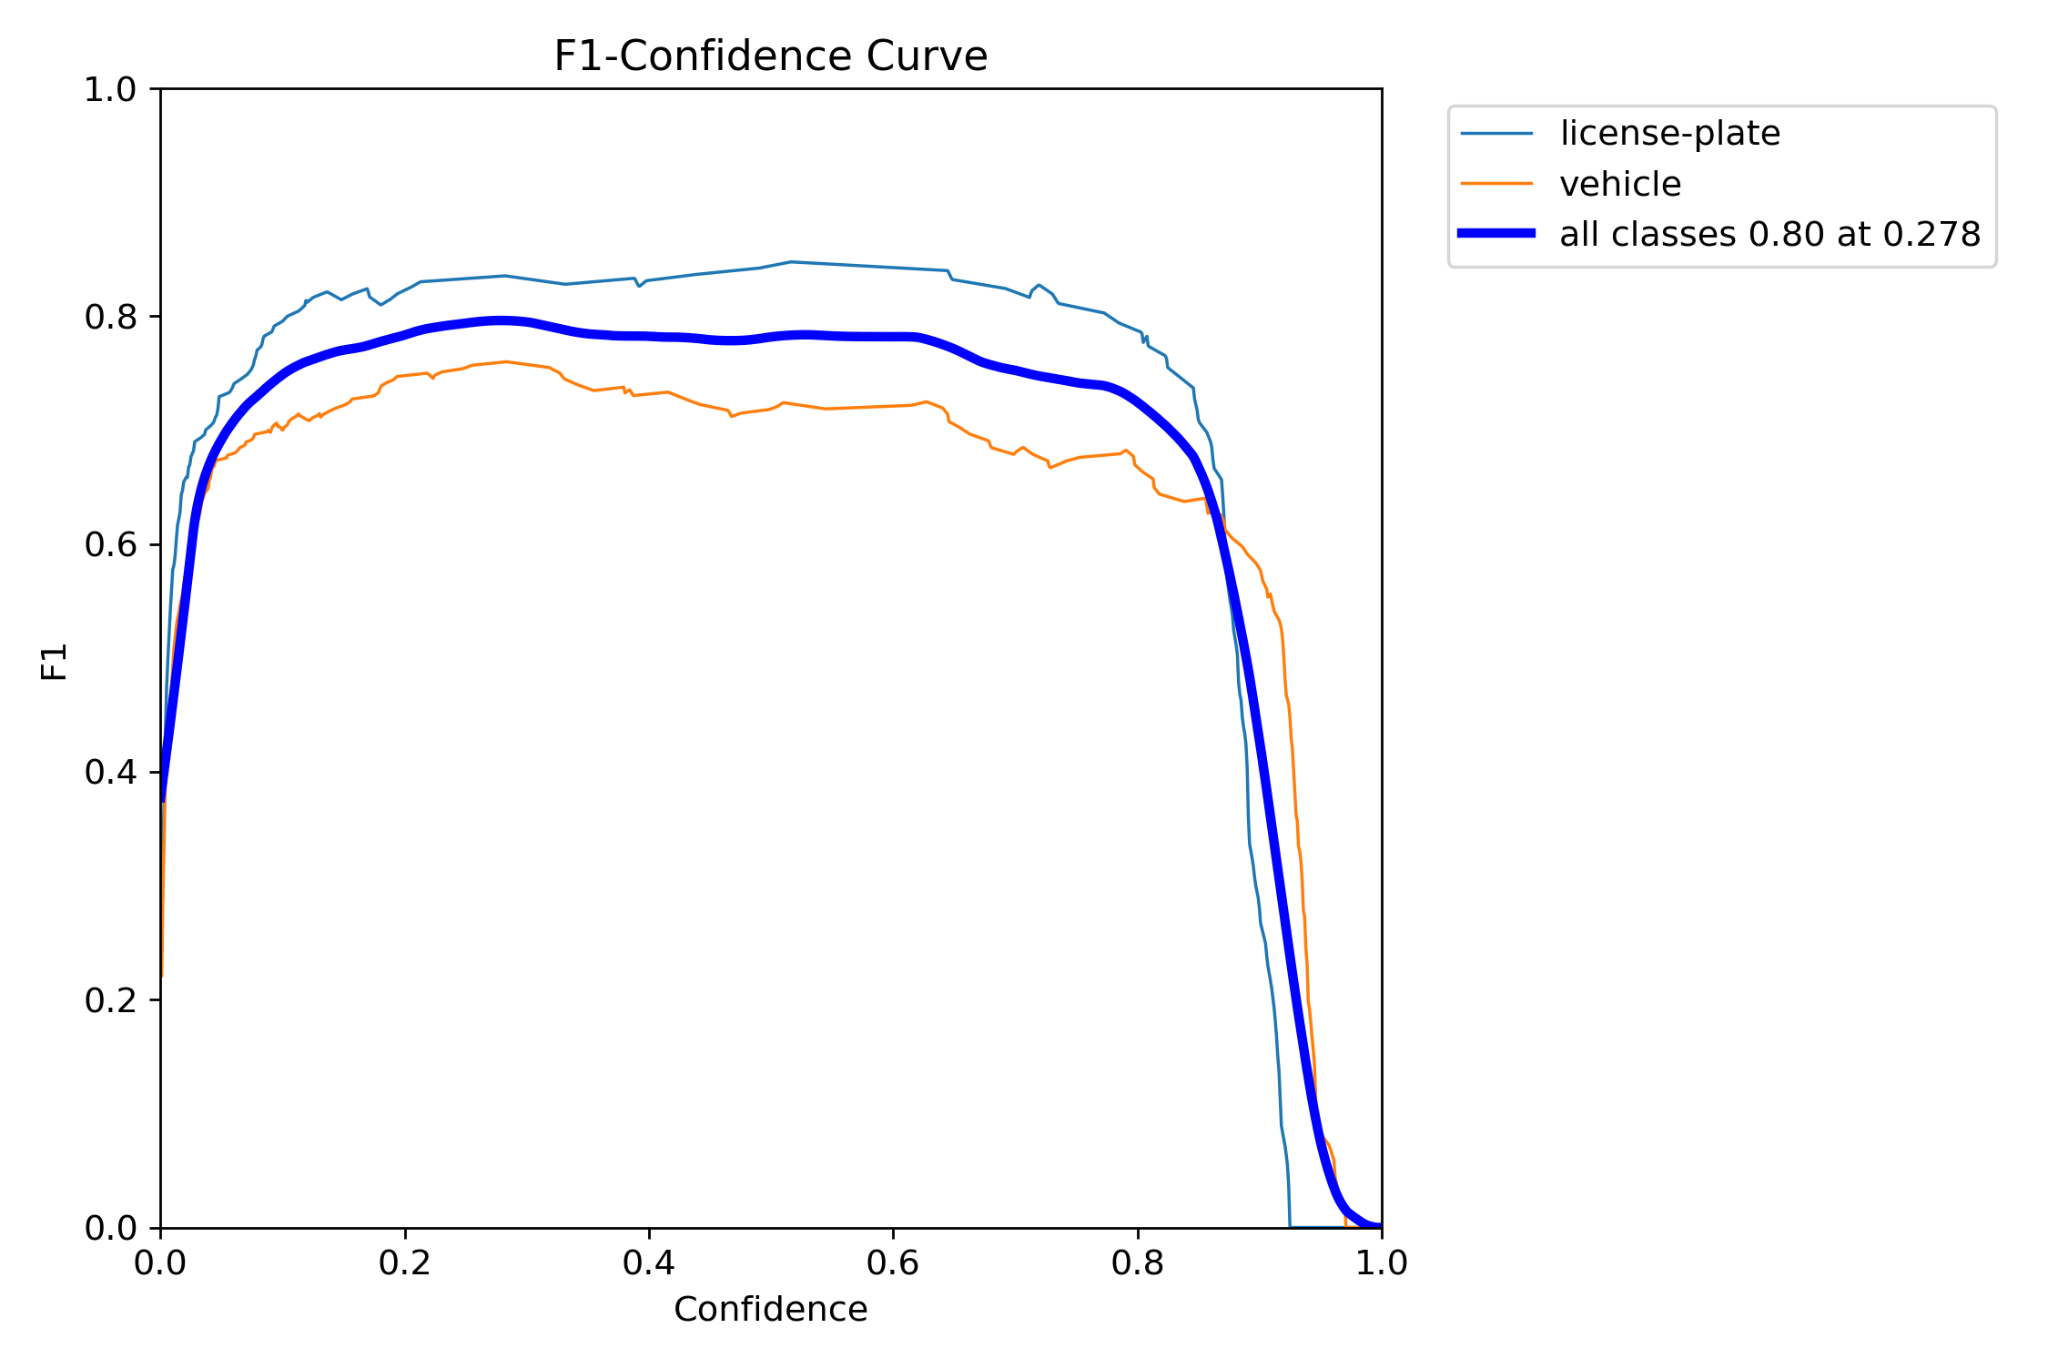 F1-Confidence Curve
license-plate
vehicle
all classes 0.80 at 0.278
1.0
0.8
0.6
0.4
0.2
0.0
F1
0.0 0.2 0.4 0.6 0.8 1.0
Confidence